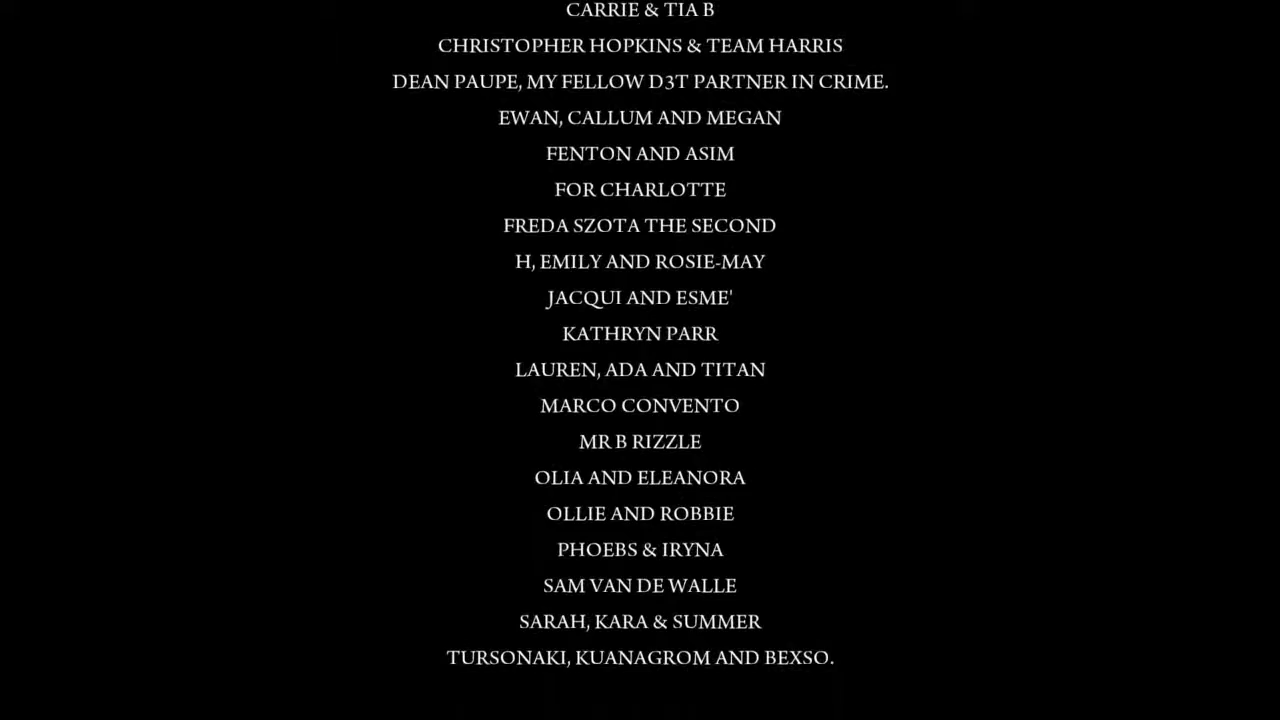 CARRIE & TIA B
CHRISTOPHER HOPKINS & TEAM HARRIS
DEAN PAUPE, MY FELLOW D3T PARTNER IN CRIME.
EWAN, CALLUM AND MEGAN
FENTON AND ASIM
FOR CHARLOTTE
FREDA SZOTA THE SECOND
H, EMILY AND ROSIE-MAY
JACQUI AND ESME'
KATHRYN PARR
LAUREN, ADA AND TITAN
MARCO CONVENTO
MR B RIZZLE
OLIA AND ELEANORA
OLLIE AND ROBBIE
PHOEBS & IRYNA
SAM VAN DE WALLE
SARAH, KARA & SUMMER
TURSONAKI, KUANAGROM AND BEXSO.